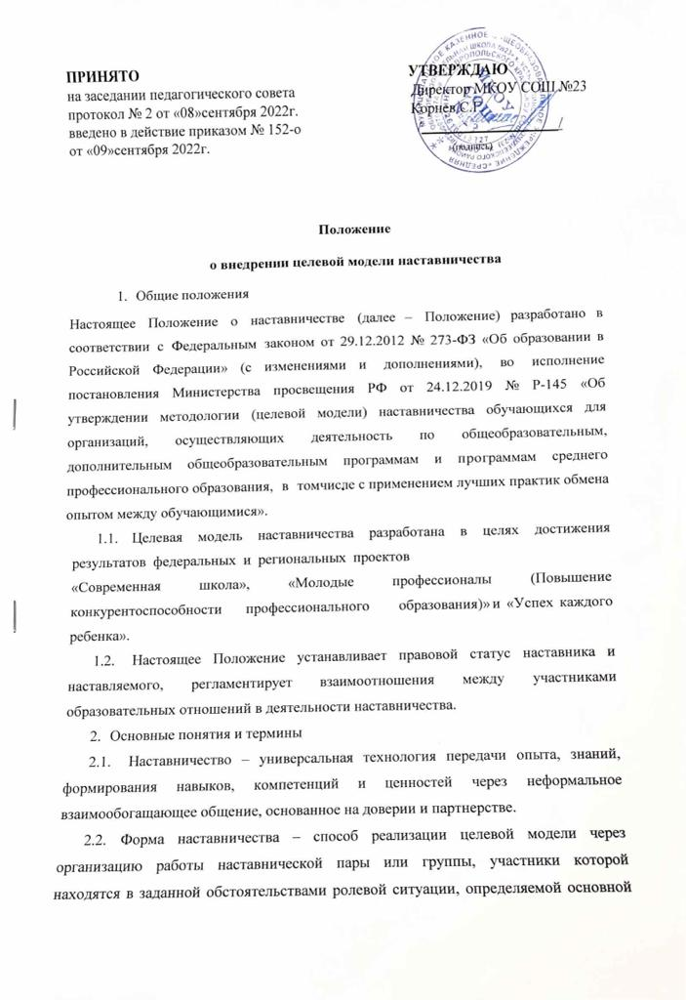 ПРИНЯТО
на заседании педагогического совета
протокол № 2 от «08»сентября 2022г.
введено в действие приказом № 152-о
от «09»сентября 2022г.
УТВЕРЖДАЮ
Директор МКОУ СОШ №23
Корнев С.Г.
(подпись)
МКОУ
СОШ
Положение
о внедрении целевой модели наставничества
1. Общие положения
Настоящее Положение о наставничестве (далее – Положение) разработано в
соответствии с Федеральным законом от 29.12.2012 № 273-ФЗ «Об образовании в
Российской Федерации» (с изменениями и дополнениями), во исполнение
постановления Министерства просвещения РФ от 24.12.2019 № Р-145 «Об
утверждении методологии (целевой модели) наставничества обучающихся для
организаций, осуществляющих деятельность по общеобразовательным,
дополнительным общеобразовательным программам и программам среднего
профессионального образования, в томчисле с применением лучших практик обмена
опытом между обучающимися».
1.1. Целевая модель наставничества разработана в целях достижения
результатов федеральных и региональных проектов
«Современная школа», «Молодые профессионалы (Повышение
конкурентоспособности профессионального образования)» и «Успех каждого
ребенка».
1.2. Настоящее Положение устанавливает правовой статус наставника и
наставляемого, регламентирует взаимоотношения между участниками
образовательных отношений в деятельности наставничества.
2. Основные понятия и термины
2.1. Наставничество – универсальная технология передачи опыта, знаний,
формирования навыков, компетенций и ценностей через неформальное
взаимообогащающее общение, основанное на доверии и партнерстве.
2.2. Форма наставничества – способ реализации целевой модели через
организацию работы наставнической пары или группы, участники которой
находятся в заданной обстоятельствами ролевой ситуации, определяемой основной